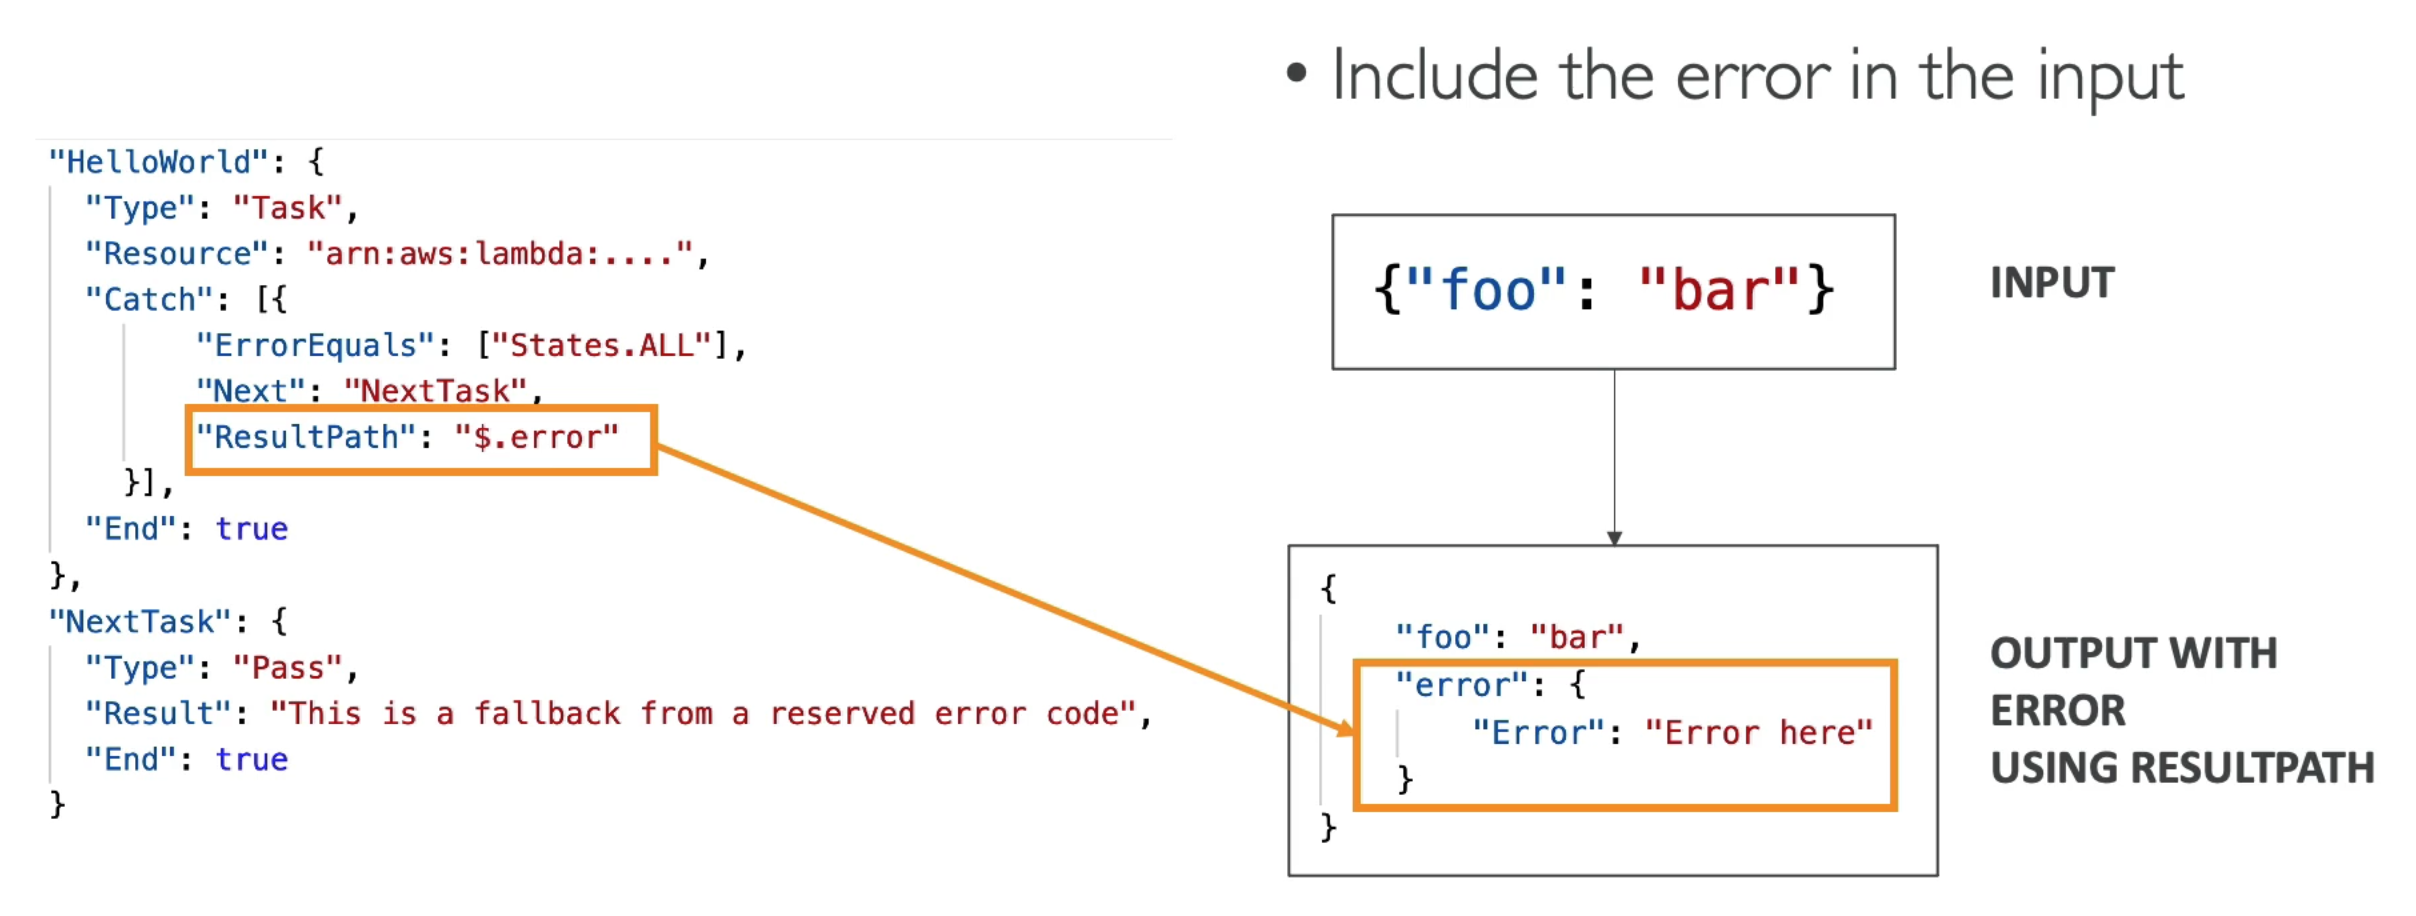 • Include the error in the input
"HelloWorld": {
"Type": "Task",
"Resource": "arn:aws:lambda:....",
"Catch": [{
"ErrorEquals": ["States.ALL"],
"Next": "NextTask",
"ResultPath": "$.error"
}],
"End": true
},
"NextTask": {
"Type": "Pass",
"Result": "This is a fallback from a reserved error code",
"End": true
}
{"foo": "bar"}
INPUT
{
"foo": "bar",
"error": {
"Error": "Error here"
}
}
OUTPUT WITH
ERROR
USING RESULTPATH